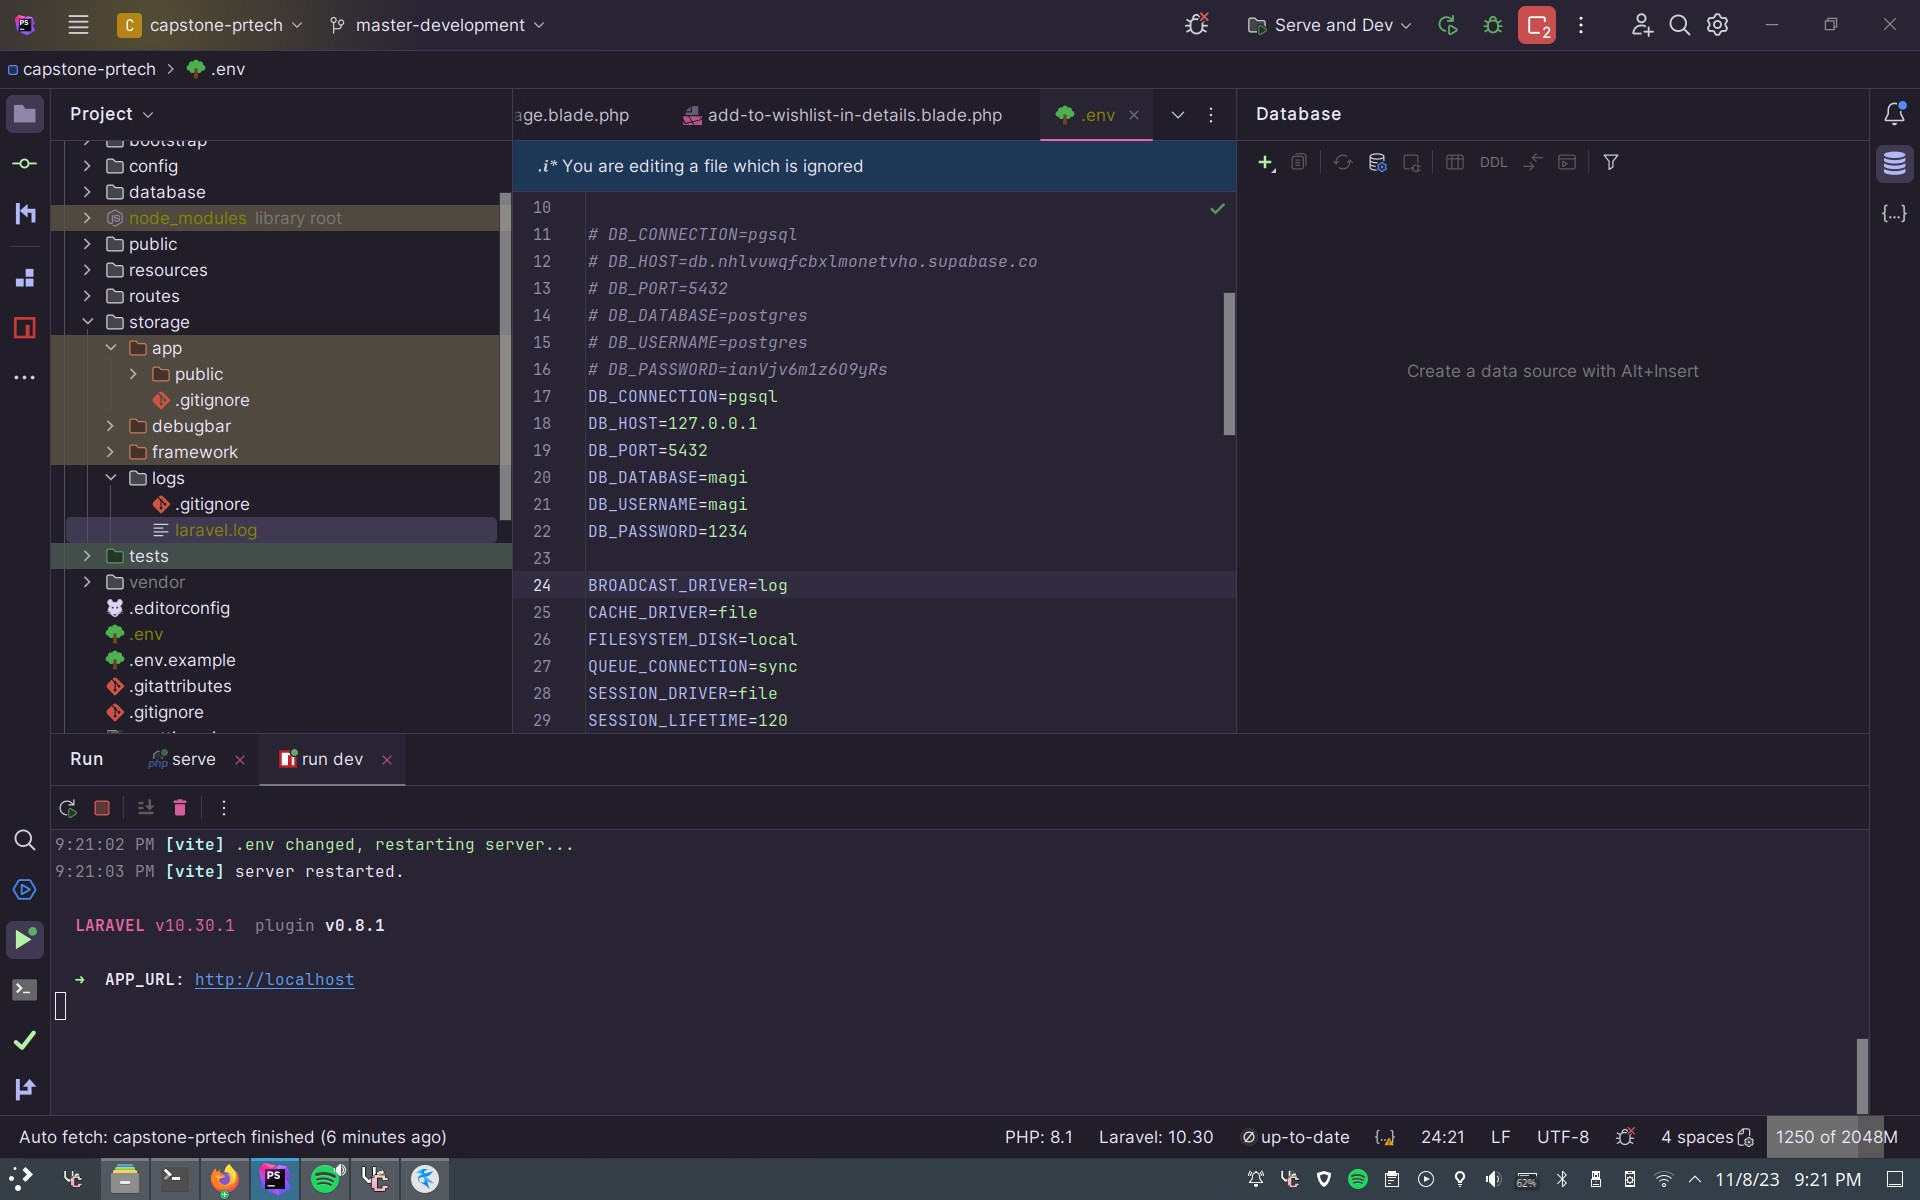 C capstone-prtech
master-development
Serve and Dev
2
capstone-prtech > .env
Project
bootstrap
config
database
node_modules library root
public
resources
routes
storage
app
public
.gitignore
debugbar
framework
logs
.gitignore
laravel.log
tests
vendor
.editorconfig
.env
.env.example
.gitattributes
.gitignore
age.blade.php
add-to-wishlist-in-details.blade.php
.env
.i* You are editing a file which is ignored
10
11 # DB_CONNECTION=pgsql
12 # DB_HOST=db.nhlvuwqfcbxlmonetvho.supabase.co
13 # DB_PORT=5432
14 # DB_DATABASE=postgres
15 # DB_USERNAME=postgres
16 # DB_PASSWORD=ianVjv6m1z6O9yRs
17 DB_CONNECTION=pgsql
18 DB_HOST=127.0.0.1
19 DB_PORT=5432
20 DB_DATABASE=magi
21 DB_USERNAME=magi
22 DB_PASSWORD=1234
23
24 BROADCAST_DRIVER=log
25 CACHE_DRIVER=file
26 FILESYSTEM_DISK=local
27 QUEUE_CONNECTION=sync
28 SESSION_DRIVER=file
29 SESSION_LIFETIME=120
Database
DDL
Create a data source with Alt+Insert
Run
php serve
run dev
9:21:02 PM [vite] .env changed, restarting server...
9:21:03 PM [vite] server restarted.
LARAVEL v10.30.1 plugin v0.8.1
➜ APP_URL: http://localhost
Auto fetch: capstone-prtech finished (6 minutes ago)
PHP: 8.1
Laravel: 10.30
up-to-date
24:21
LF
UTF-8
4 spaces
1250 of 2048M
PS
62%
11/8/23
9:21 PM